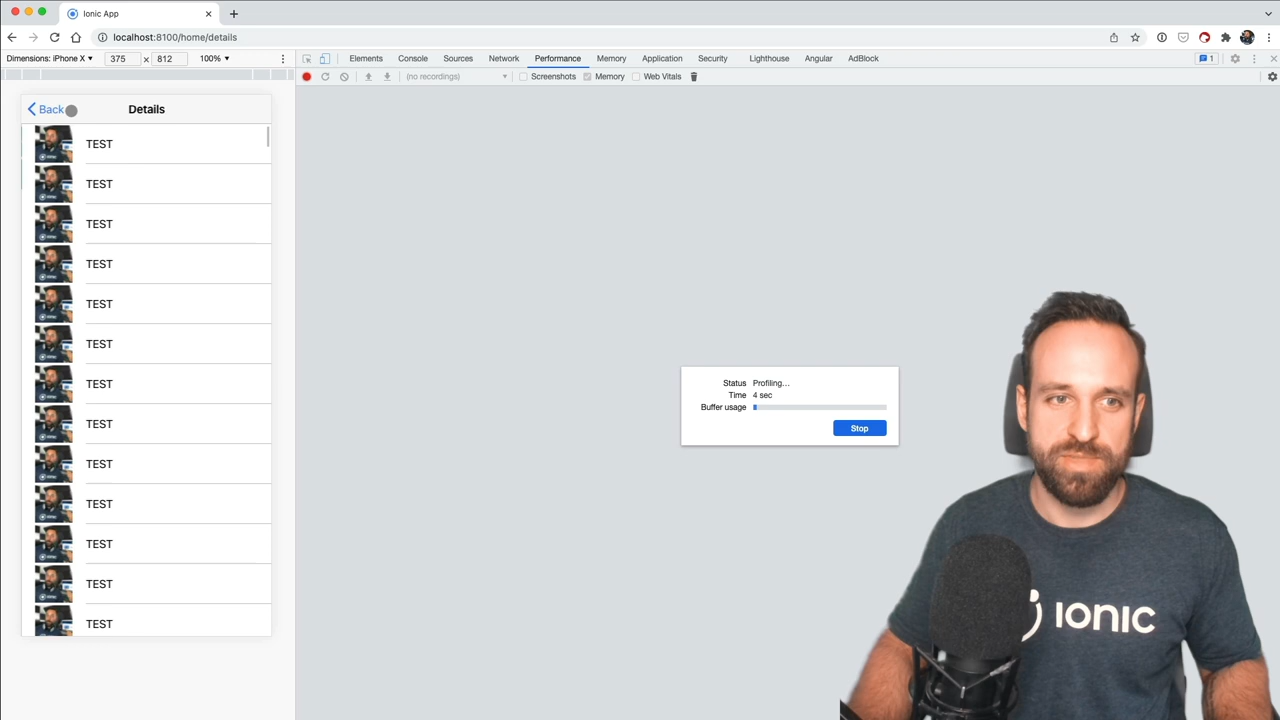 Ionic App
localhost:8100/home/details
Dimensions: iPhone X 375 × 812 100%
Elements Console Sources Network Performance Memory Application Security Lighthouse Angular AdBlock 1
(no recordings) Screenshots Memory Web Vitals
Back Details
TEST
TEST
TEST
TEST
TEST
TEST
TEST
TEST
TEST
TEST
TEST
TEST
TEST
Status Profiling...
Time 4 sec
Buffer usage
Stop
IONIC